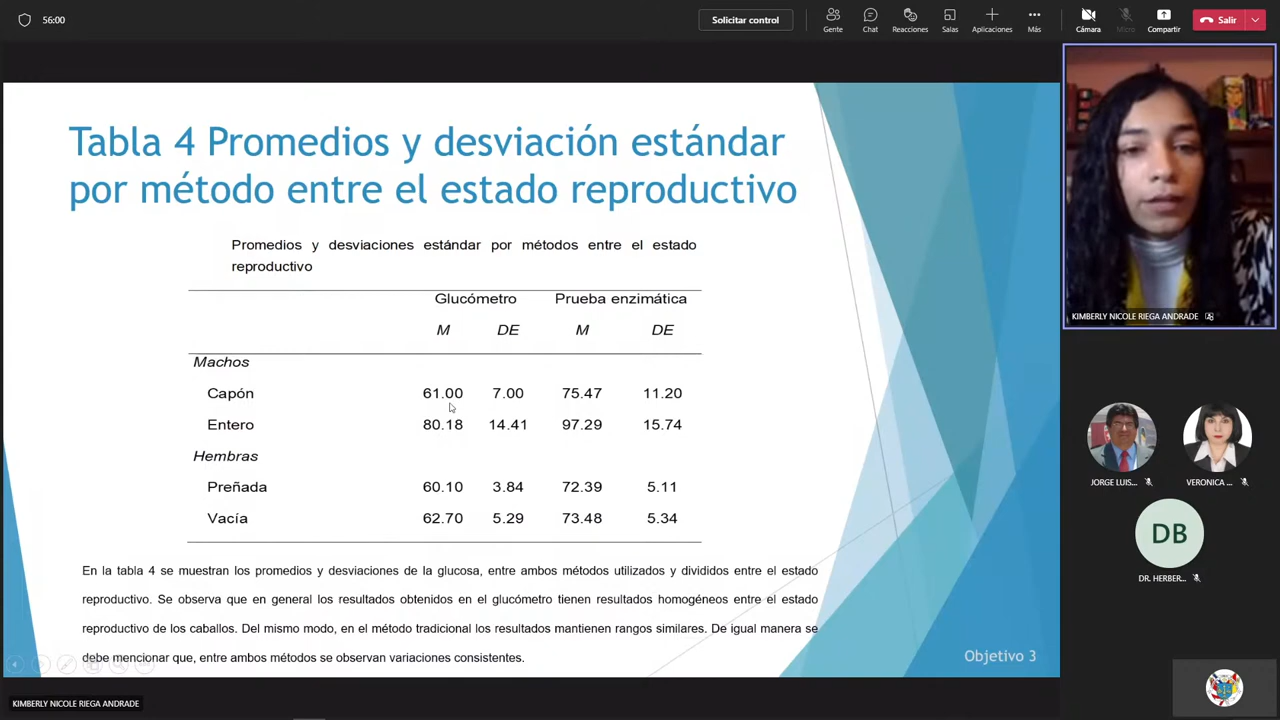 56:00
Solicitar control
Gente
Chat
Reacciones
Salas
Aplicaciones
Más
Cámara
Micro
Compartir
Salir
Tabla 4 Promedios y desviación estándar
por método entre el estado reproductivo
Promedios y desviaciones estándar por métodos entre el estado
reproductivo
Glucómetro Prueba enzimática
M DE M DE
Machos
Capón 61.00 7.00 75.47 11.20
Entero 80.18 14.41 97.29 15.74
Hembras
Preñada 60.10 3.84 72.39 5.11
Vacía 62.70 5.29 73.48 5.34
En la tabla 4 se muestran los promedios y desviaciones de la glucosa, entre ambos métodos utilizados y divididos entre el estado
reproductivo. Se observa que en general los resultados obtenidos en el glucómetro tienen resultados homogéneos entre el estado
reproductivo de los caballos. Del mismo modo, en el método tradicional los resultados mantienen rangos similares. De igual manera se
debe mencionar que, entre ambos métodos se observan variaciones consistentes.
Objetivo 3
KIMBERLY NICOLE RIEGA ANDRADE
JORGE LUIS...
VERONICA ...
DB
DR. HERBER...
KIMBERLY NICOLE RIEGA ANDRADE